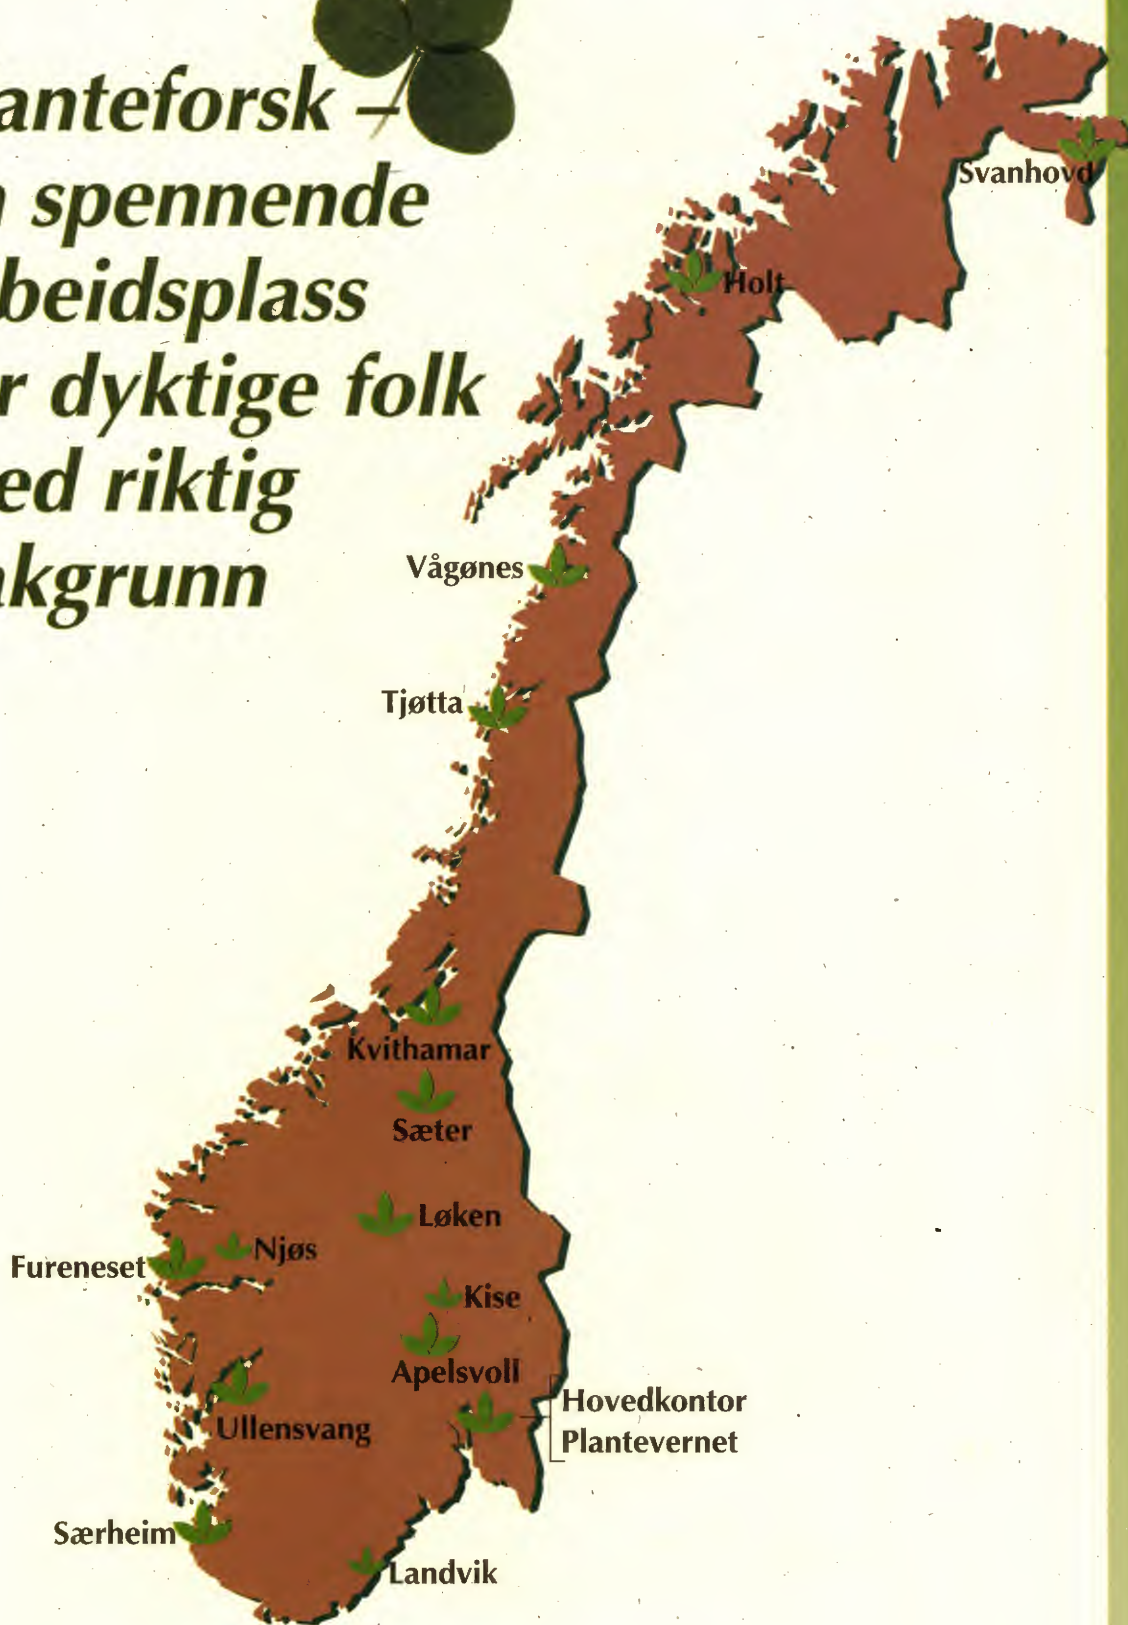 anteforsk –
spennende
beidsplass
r dyktige folk
ed riktig
akgrunn
Svanhovd
Holt
Vågønes
Tjøtta
Kvithamar
Sæter
Løken
Njøs
Fureneset
Kise
Apelsvoll
Hovedkontor
Plantevernet
Ullensvang
Særheim
Landvik